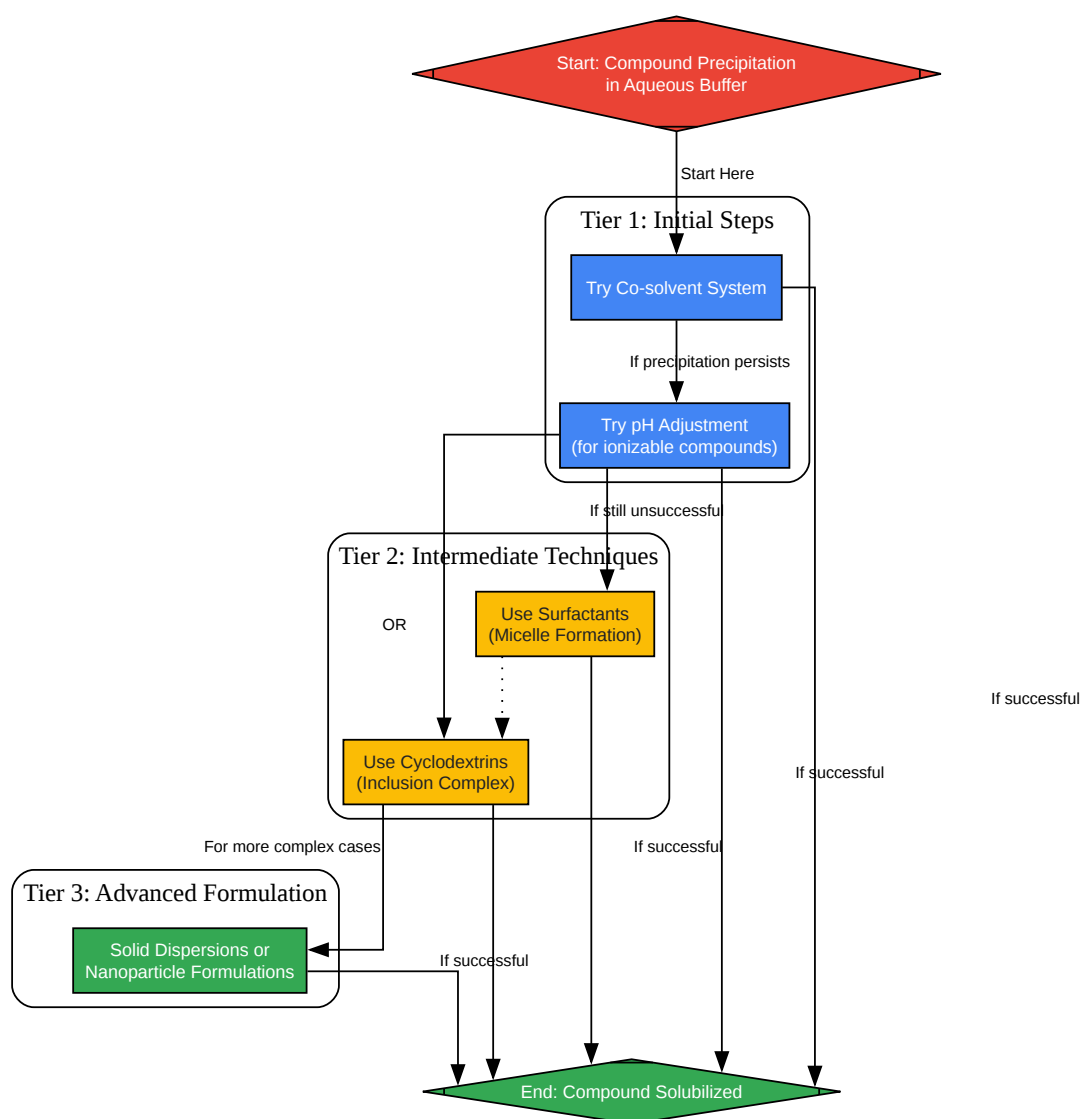 Start: Compound Precipitation
in Aqueous Buffer
Start Here
Tier 1: Initial Steps
Try Co-solvent System
If precipitation persists
Try pH Adjustment
(for ionizable compounds)
If still unsuccessful
Tier 2: Intermediate Techniques
Use Surfactants
(Micelle Formation)
OR
If successful
Use Cyclodextrins
(Inclusion Complex)
If successful
For more complex cases
If successful
Tier 3: Advanced Formulation
Solid Dispersions or
Nanoparticle Formulations
If successful
End: Compound Solubilized